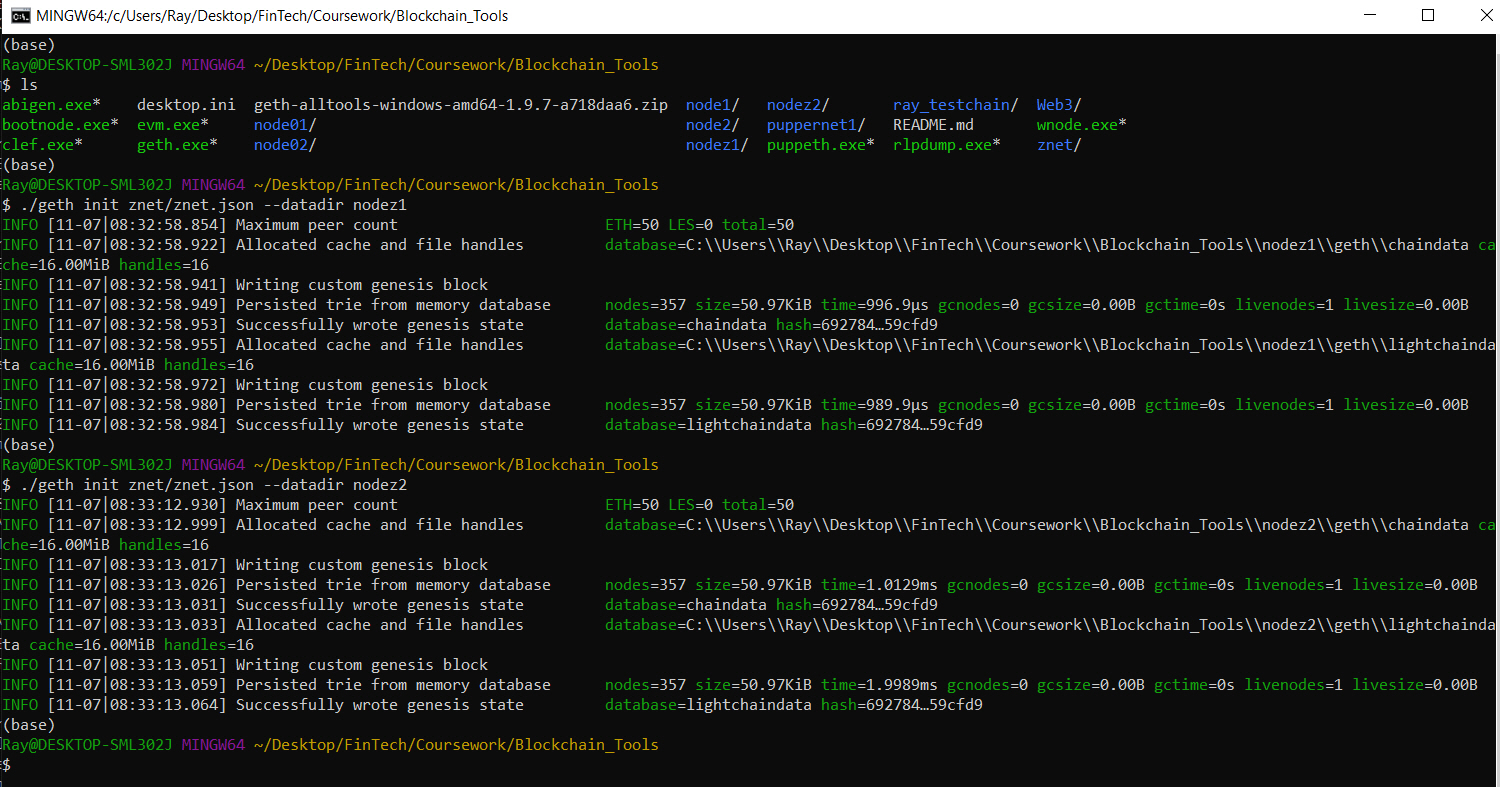 MINGW64:/c/Users/Ray/Desktop/FinTech/Coursework/Blockchain_Tools
(base)
Ray@DESKTOP-SML302J MINGW64 ~/Desktop/FinTech/Coursework/Blockchain_Tools
$ ls
abigen.exe*    desktop.ini  geth-alltools-windows-amd64-1.9.7-a718daa6.zip  node1/   nodez2/      ray_testchain/  Web3/
bootnode.exe*  evm.exe*     node01/                                         node2/   puppernet1/  README.md       wnode.exe*
clef.exe*      geth.exe*    node02/                                         nodez1/  puppeth.exe*  rlpdump.exe*    znet/
(base)
Ray@DESKTOP-SML302J MINGW64 ~/Desktop/FinTech/Coursework/Blockchain_Tools
$ ./geth init znet/znet.json --datadir nodez1
INFO [11-07|08:32:58.854] Maximum peer count                       ETH=50 LES=0 total=50
INFO [11-07|08:32:58.922] Allocated cache and file handles         database=C:\\Users\\Ray\\Desktop\\FinTech\\Coursework\\Blockchain_Tools\\nodez1\\geth\\chaindata ca
che=16.00MiB handles=16
INFO [11-07|08:32:58.941] Writing custom genesis block
INFO [11-07|08:32:58.949] Persisted trie from memory database      nodes=357 size=50.97KiB time=996.9µs gcnodes=0 gcsize=0.00B gctime=0s livenodes=1 livesize=0.00B
INFO [11-07|08:32:58.953] Successfully wrote genesis state         database=chaindata hash=692784…59cfd9
INFO [11-07|08:32:58.955] Allocated cache and file handles         database=C:\\Users\\Ray\\Desktop\\FinTech\\Coursework\\Blockchain_Tools\\nodez1\\geth\\lightchainda
ta cache=16.00MiB handles=16
INFO [11-07|08:32:58.972] Writing custom genesis block
INFO [11-07|08:32:58.980] Persisted trie from memory database      nodes=357 size=50.97KiB time=989.9µs gcnodes=0 gcsize=0.00B gctime=0s livenodes=1 livesize=0.00B
INFO [11-07|08:32:58.984] Successfully wrote genesis state         database=lightchaindata hash=692784…59cfd9
(base)
Ray@DESKTOP-SML302J MINGW64 ~/Desktop/FinTech/Coursework/Blockchain_Tools
$ ./geth init znet/znet.json --datadir nodez2
INFO [11-07|08:33:12.930] Maximum peer count                       ETH=50 LES=0 total=50
INFO [11-07|08:33:12.999] Allocated cache and file handles         database=C:\\Users\\Ray\\Desktop\\FinTech\\Coursework\\Blockchain_Tools\\nodez2\\geth\\chaindata ca
che=16.00MiB handles=16
INFO [11-07|08:33:13.017] Writing custom genesis block
INFO [11-07|08:33:13.026] Persisted trie from memory database      nodes=357 size=50.97KiB time=1.0129ms gcnodes=0 gcsize=0.00B gctime=0s livenodes=1 livesize=0.00B
INFO [11-07|08:33:13.031] Successfully wrote genesis state         database=chaindata hash=692784…59cfd9
INFO [11-07|08:33:13.033] Allocated cache and file handles         database=C:\\Users\\Ray\\Desktop\\FinTech\\Coursework\\Blockchain_Tools\\nodez2\\geth\\lightchainda
ta cache=16.00MiB handles=16
INFO [11-07|08:33:13.051] Writing custom genesis block
INFO [11-07|08:33:13.059] Persisted trie from memory database      nodes=357 size=50.97KiB time=1.9989ms gcnodes=0 gcsize=0.00B gctime=0s livenodes=1 livesize=0.00B
INFO [11-07|08:33:13.064] Successfully wrote genesis state         database=lightchaindata hash=692784…59cfd9
(base)
Ray@DESKTOP-SML302J MINGW64 ~/Desktop/FinTech/Coursework/Blockchain_Tools
$